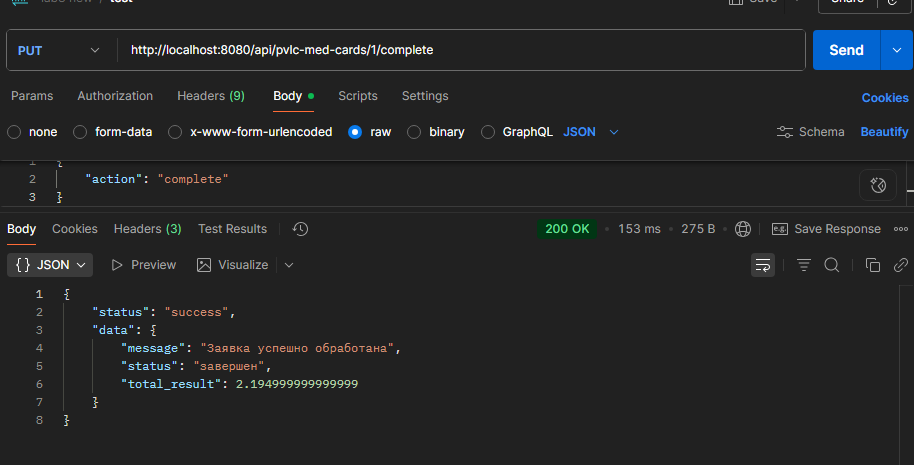 Save
Share
PUT http://localhost:8080/api/pvlc-med-cards/1/complete Send
Params Authorization Headers (9) Body Scripts Settings Cookies
none form-data x-www-form-urlencoded raw binary GraphQL JSON Schema Beautify
1 {
2 "action": "complete"
3 }
Body Cookies Headers (3) Test Results 200 OK • 153 ms • 275 B e.g. Save Response
{} JSON Preview Visualize
1 {
2 "status": "success",
3 "data": {
4 "message": "Заявка успешно обработана",
5 "status": "завершен",
6 "total_result": 2.194999999999999
7 }
8 }